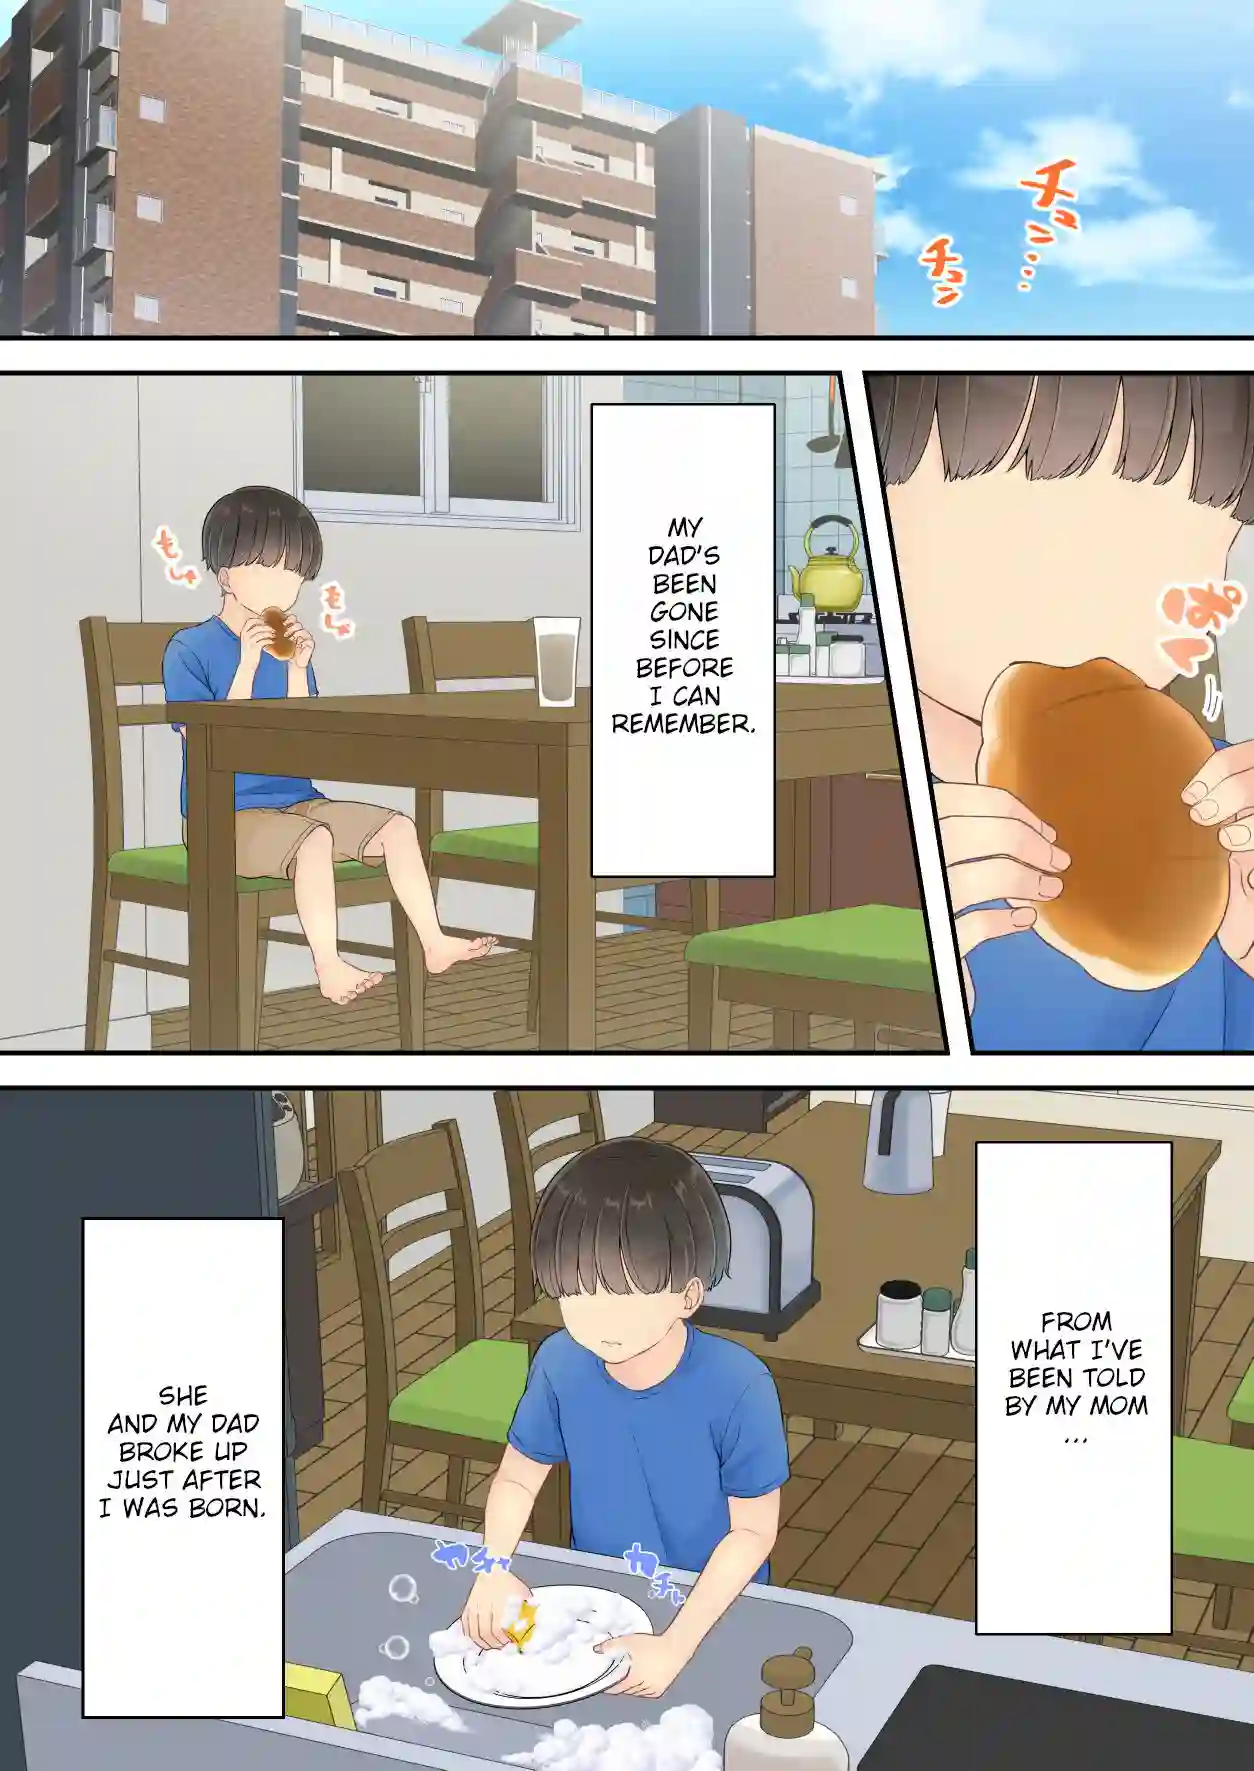 チュン...
チュン
ぱくっ
MY
DAD'S
BEEN
GONE
SINCE
BEFORE
I CAN
REMEMBER.
もしゃ
もしゃ
FROM
WHAT I'VE
BEEN TOLD
BY MY MOM
...
SHE
AND MY DAD
BROKE UP
JUST AFTER
I WAS BORN.
カチャ
カチャ